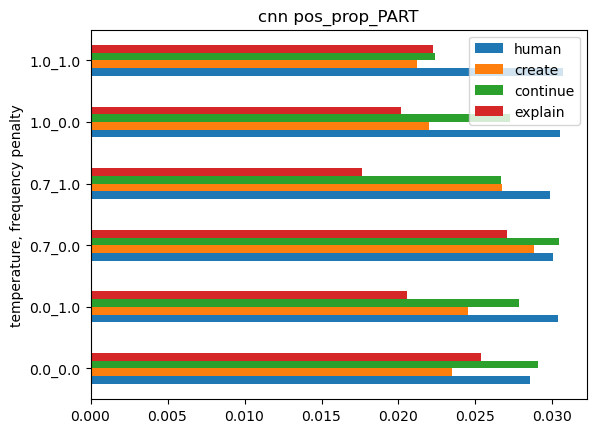 cnn pos_prop_PART
human
create
continue
explain
temperature, frequency penalty
1.0_1.0
1.0_0.0
0.7_1.0
0.7_0.0
0.0_1.0
0.0_0.0
0.000 0.005 0.010 0.015 0.020 0.025 0.030